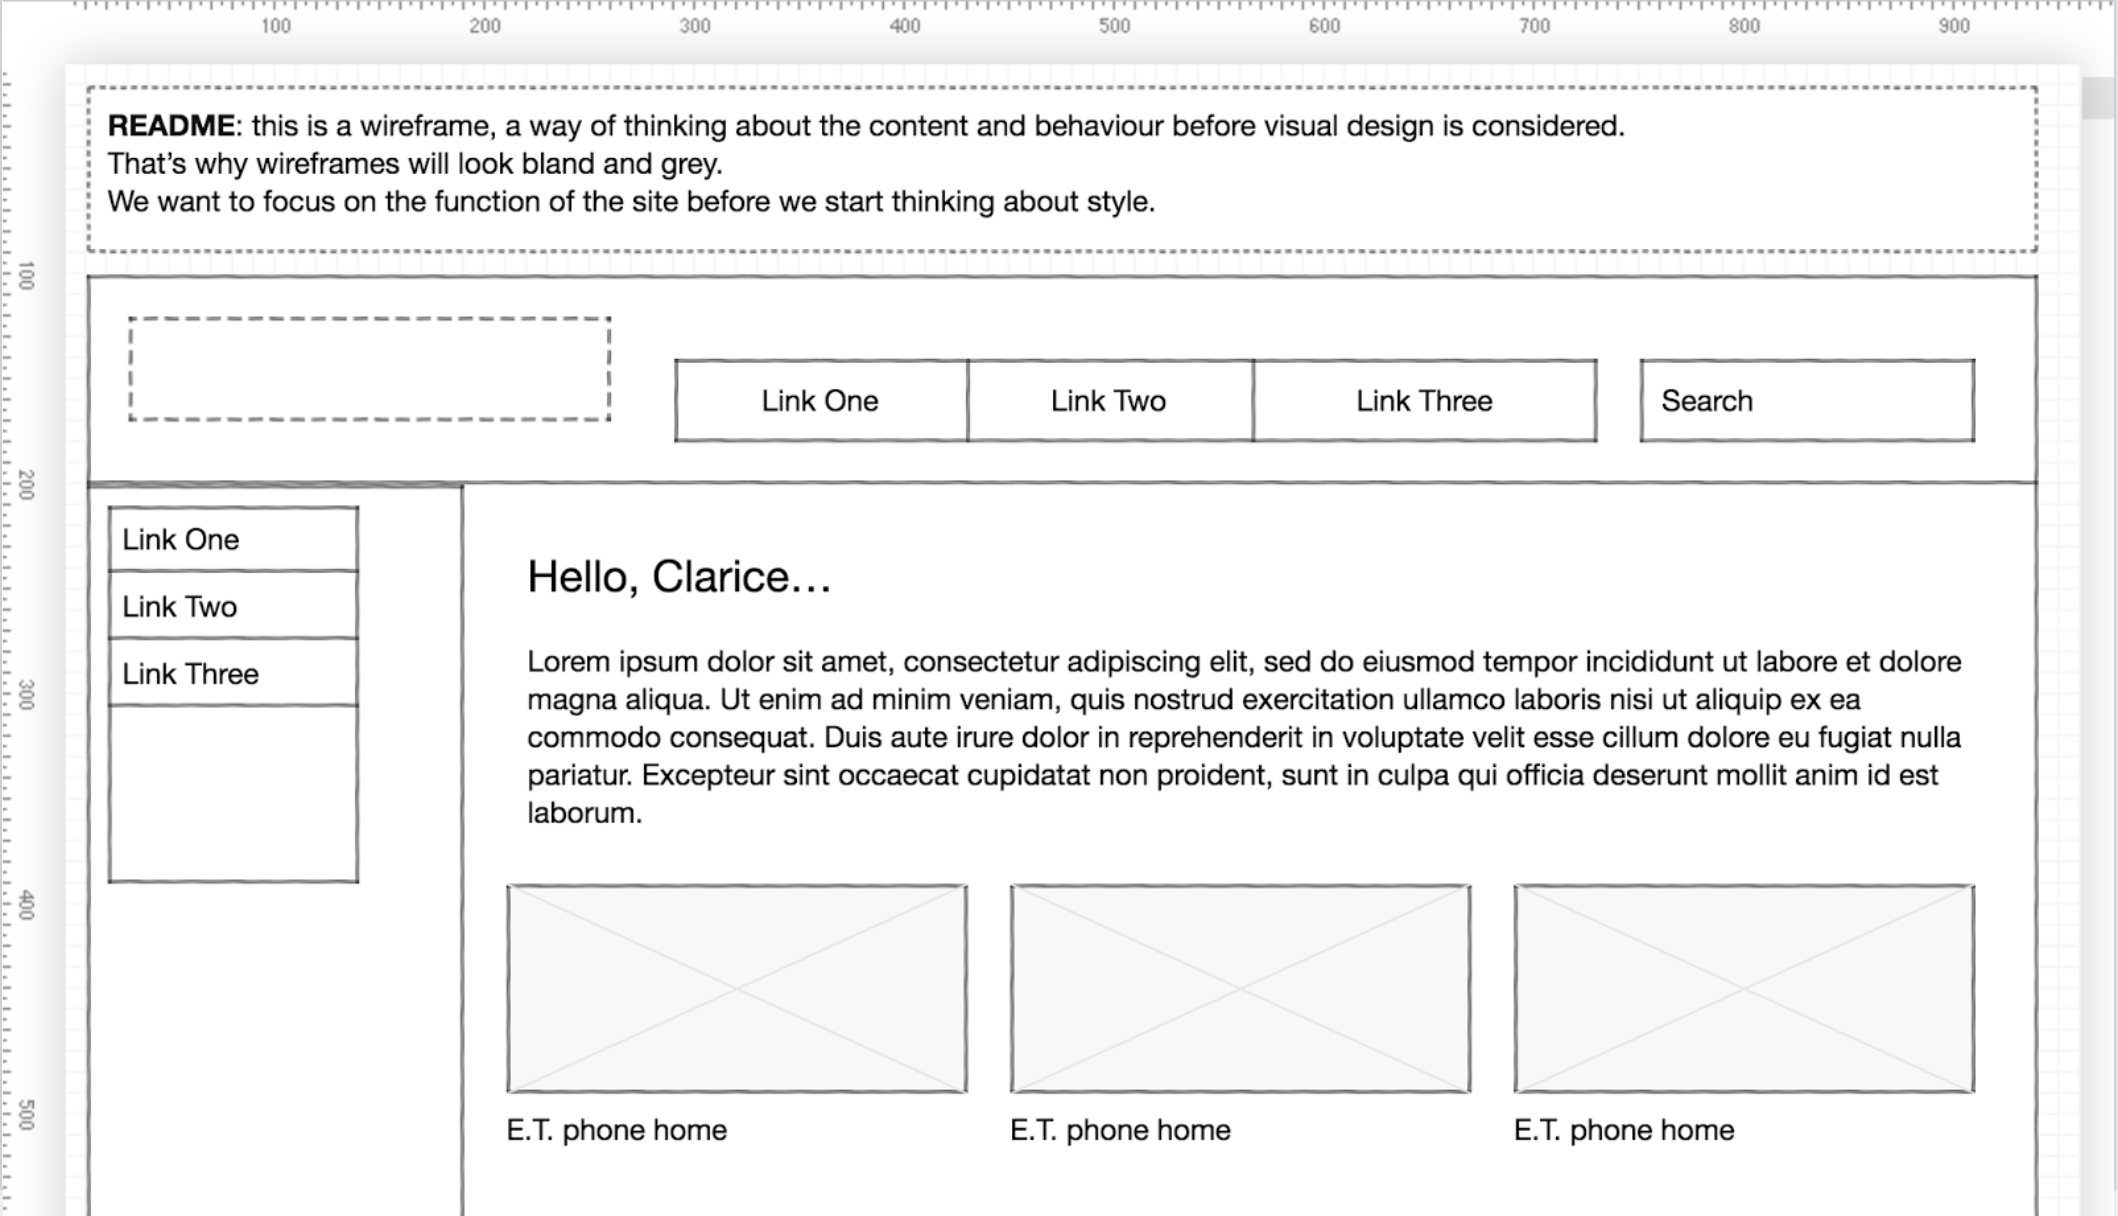 100 200 300 400 500 600 700 800 900
README: this is a wireframe, a way of thinking about the content and behaviour before visual design is considered.
That’s why wireframes will look bland and grey.
We want to focus on the function of the site before we start thinking about style.
100
Link One Link Two Link Three Search
200
Link One
Link Two
Link Three
300
400
500
Hello, Clarice…
Lorem ipsum dolor sit amet, consectetur adipiscing elit, sed do eiusmod tempor incididunt ut labore et dolore
magna aliqua. Ut enim ad minim veniam, quis nostrud exercitation ullamco laboris nisi ut aliquip ex ea
commodo consequat. Duis aute irure dolor in reprehenderit in voluptate velit esse cillum dolore eu fugiat nulla
pariatur. Excepteur sint occaecat cupidatat non proident, sunt in culpa qui officia deserunt mollit anim id est
laborum.
E.T. phone home E.T. phone home E.T. phone home